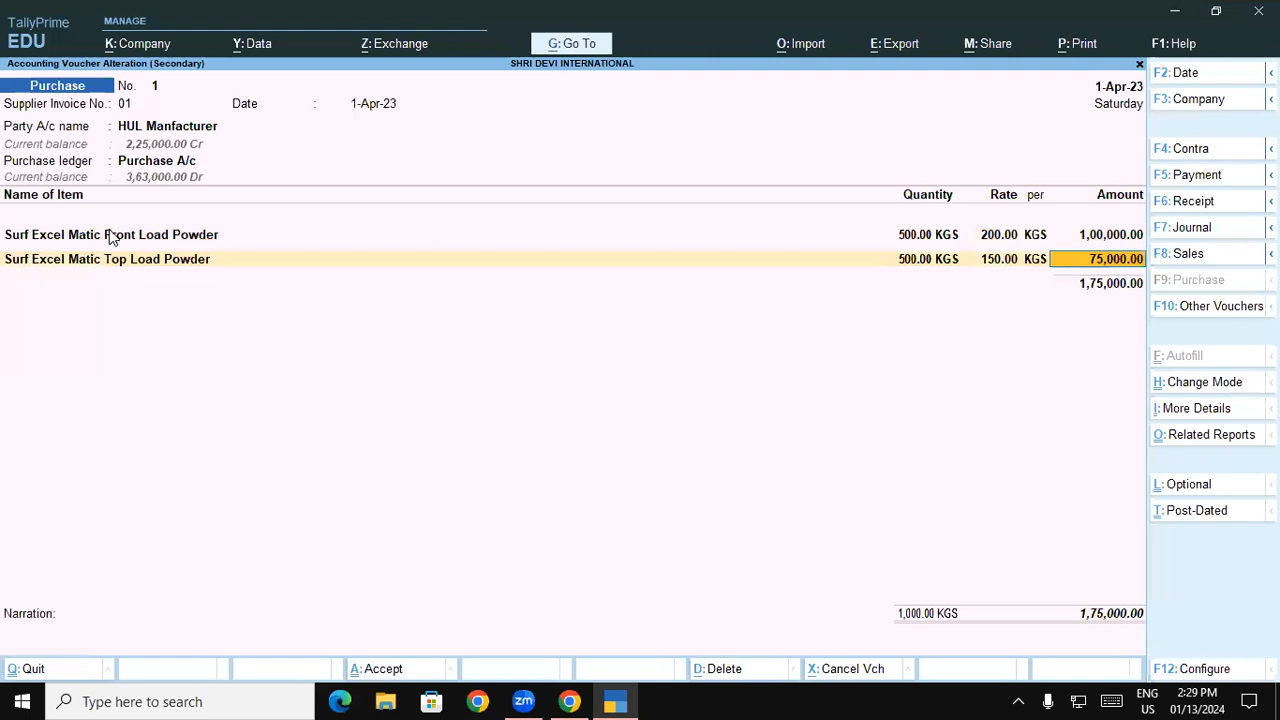 TallyPrime
EDU
MANAGE
K: Company
Y: Data
Z: Exchange
G: Go To
O: Import
E: Export
M: Share
P: Print
F1: Help
Accounting Voucher Alteration (Secondary)
SHRI DEVI INTERNATIONAL
Purchase No. 1
1-Apr-23
Supplier Invoice No.: 01 Date : 1-Apr-23
Saturday
Party A/c name : HUL Manfacturer
Current balance : 2,25,000.00 Cr
Purchase ledger : Purchase A/c
Current balance : 3,63,000.00 Dr
Name of Item Quantity Rate per Amount
Surf Excel Matic Front Load Powder 500.00 KGS 200.00 KGS 1,00,000.00
Surf Excel Matic Top Load Powder 500.00 KGS 150.00 KGS 75,000.00
1,75,000.00
Narration: 1,000.00 KGS 1,75,000.00
F2: Date
F3: Company
F4: Contra
F5: Payment
F6: Receipt
F7: Journal
F8: Sales
F9: Purchase
F10: Other Vouchers
F: Autofill
H: Change Mode
I: More Details
O: Related Reports
L: Optional
T: Post-Dated
Q: Quit
A: Accept
D: Delete
X: Cancel Vch
F12: Configure
Type here to search
zm
ENG
US
2:29 PM
01/13/2024